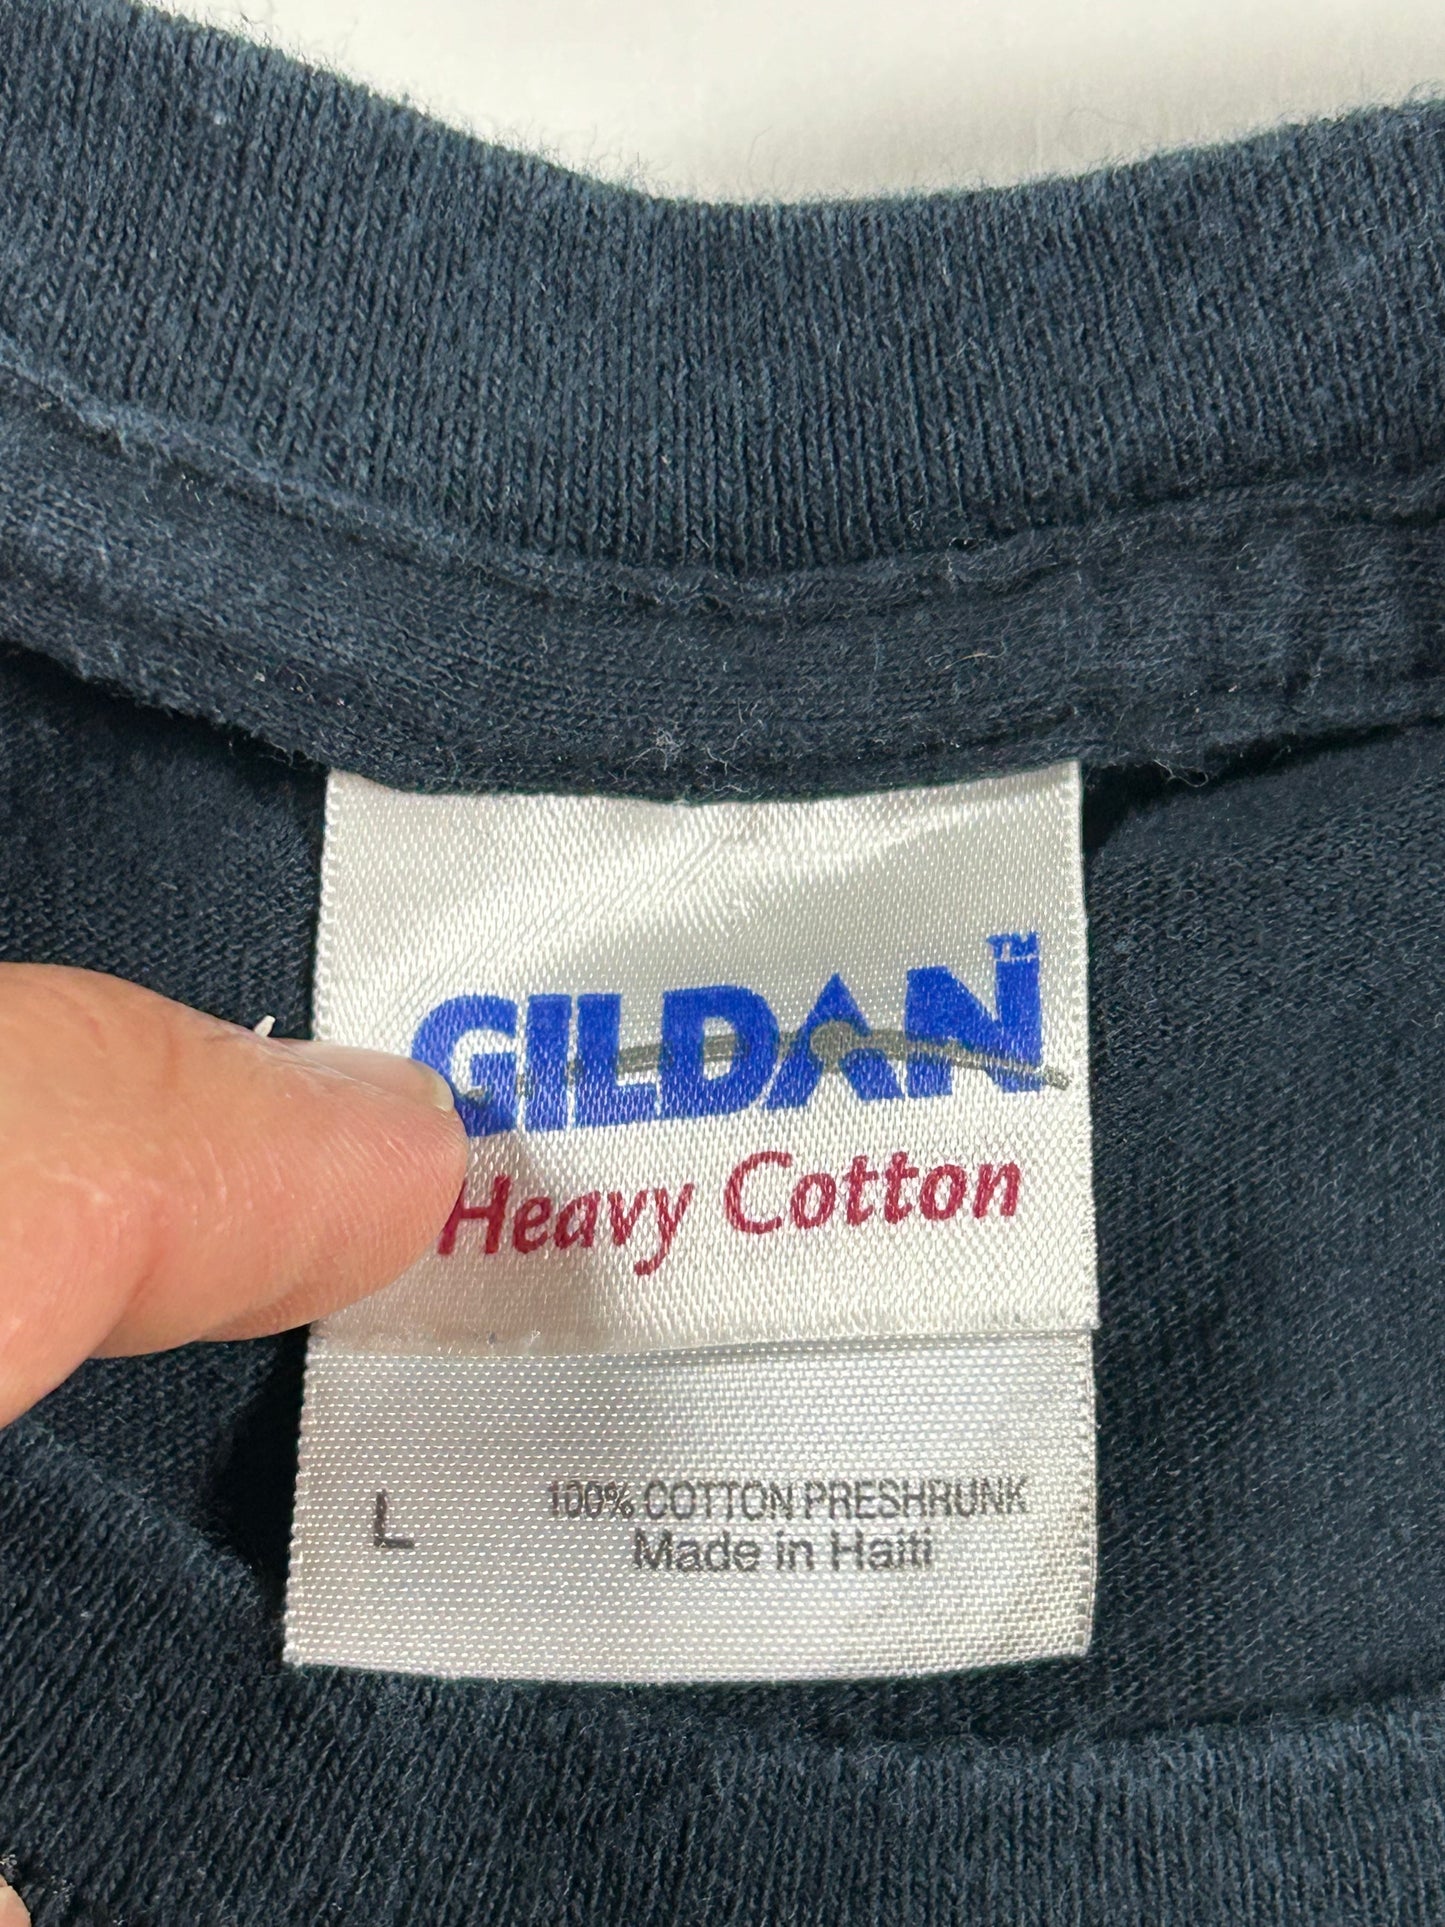 GILDAN™
Heavy Cotton
L 100% COTTON PRESHRUNK
Made in Haiti